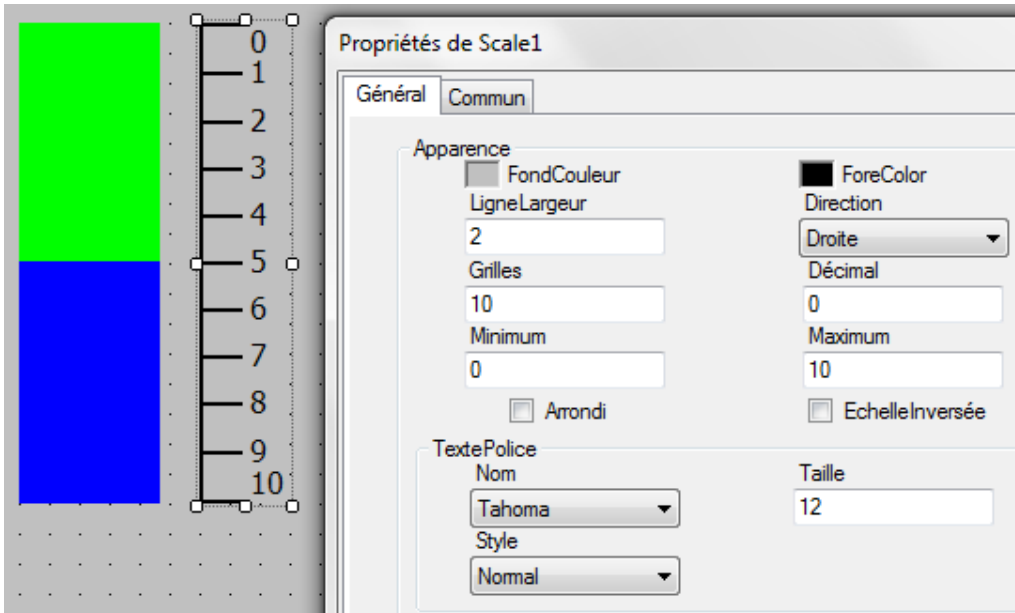 0
1
2
3
4
5
6
7
8
9
10
Propriétés de Scale1
Général Commun
Apparence
FondCouleur ForeColor
LigneLargeur Direction
2 Droite
Grilles Décimal
10 0
Minimum Maximum
0 10
Arrondi EchelleInversée
TextePolice
Nom Taille
Tahoma 12
Style
Normal